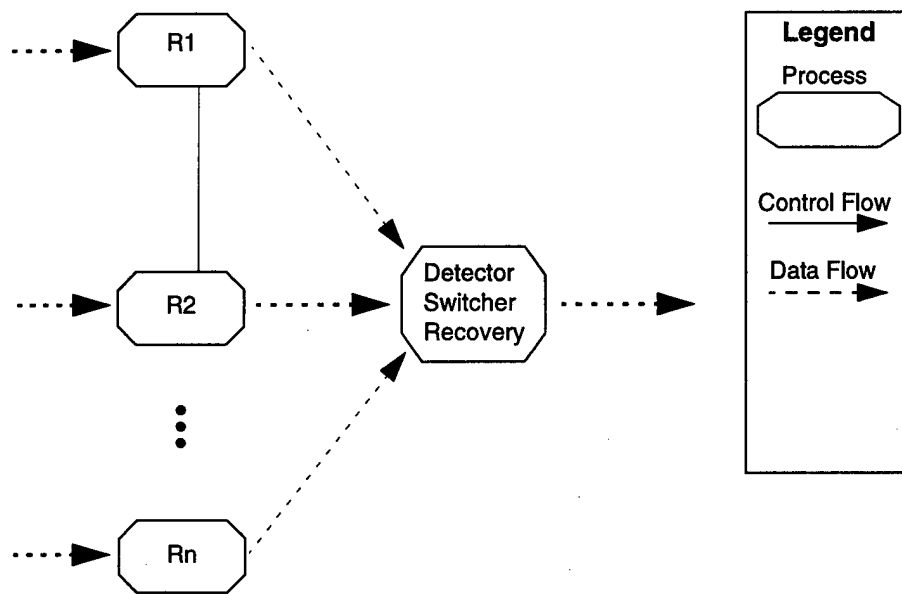 R1
R2
Rn
Detector
Switcher
Recovery
Legend
Process
Control Flow
Data Flow